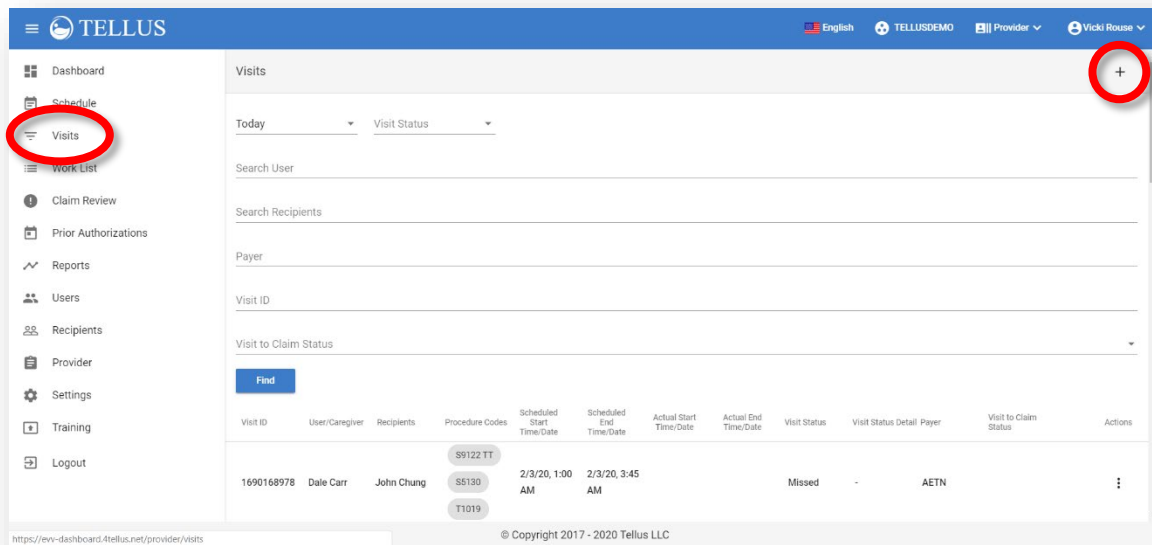 TELLUS
English
TELLUSDEMO
Provider
Vicki Rouse
Dashboard
Schedule
Visits
Work List
Claim Review
Prior Authorizations
Reports
Users
Recipients
Provider
Settings
Training
Logout
Visits
+
Today
Visit Status
Search User
Search Recipients
Payer
Visit ID
Visit to Claim Status
Find
Visit ID User/Caregiver Recipients Procedure Codes Scheduled Start Time/Date Scheduled End Time/Date Actual Start Time/Date Actual End Time/Date Visit Status Visit Status Detail Payer Visit to Claim Status Actions
S9122 TT
1690168978 Dale Carr John Chung S5130 2/3/20, 1:00 AM 2/3/20, 3:45 AM Missed - AETN
T1019
© Copyright 2017 - 2020 Tellus LLC
https://evv-dashboard.4tellus.net/provider/visits